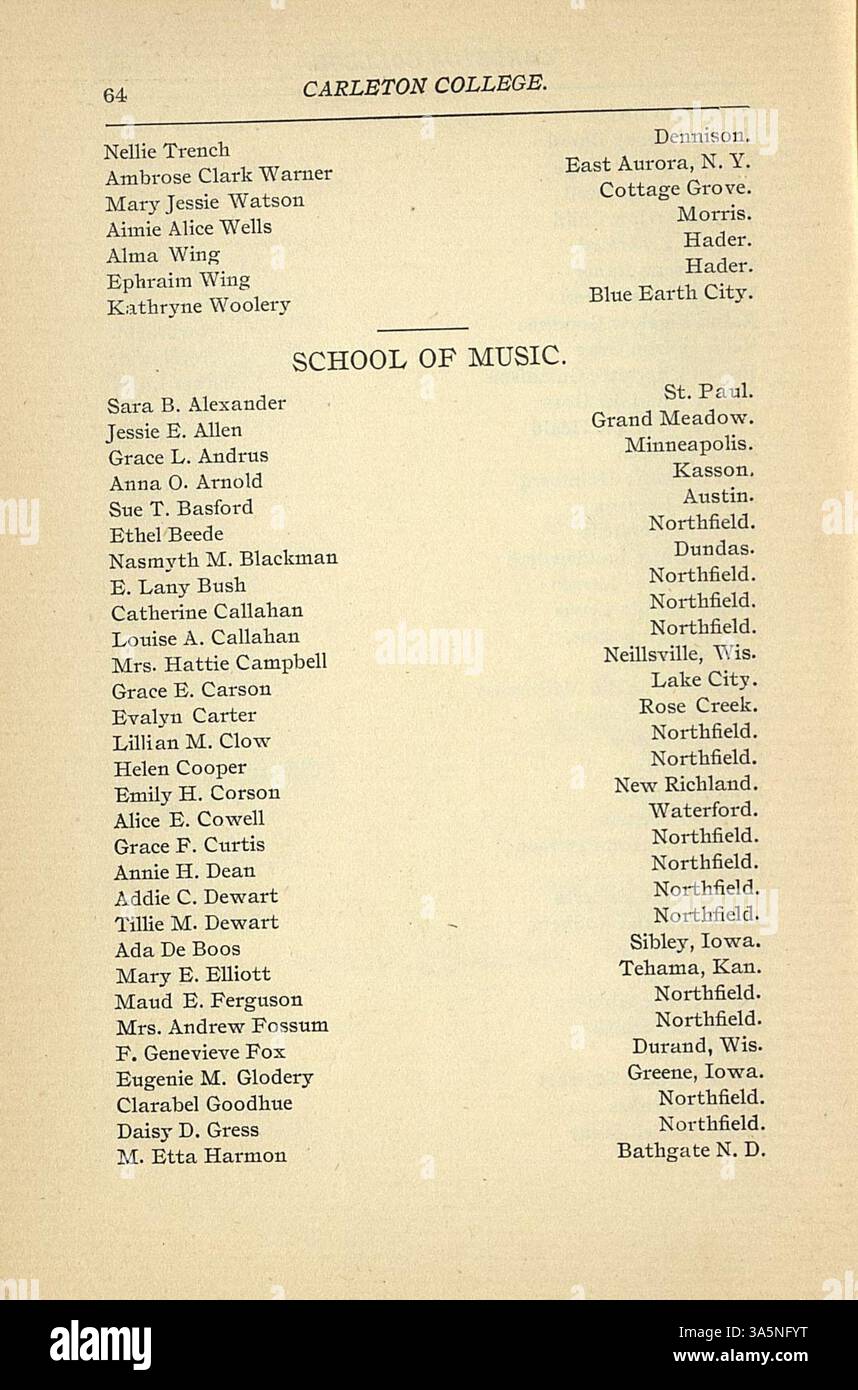 64 CARLETON COLLEGE.
Nellie Trench Dennison.
Ambrose Clark Warner East Aurora, N. Y.
Mary Jessie Watson Cottage Grove.
Aimie Alice Wells Morris.
Alma Wing Hader.
Ephraim Wing Hader.
Kathryne Woolery Blue Earth City.
SCHOOL OF MUSIC.
Sara B. Alexander St. Paul.
Jessie E. Allen Grand Meadow.
Grace L. Andrus Minneapolis.
Anna O. Arnold Kasson.
Sue T. Basford Austin.
Ethel Beede Northfield.
Nasmyth M. Blackman Dundas.
E. Lany Bush Northfield.
Catherine Callahan Northfield.
Louise A. Callahan Northfield.
Mrs. Hattie Campbell Neillsville, Wis.
Grace E. Carson Lake City.
Evalyn Carter Rose Creek.
Lillian M. Clow Northfield.
Helen Cooper Northfield.
Emily H. Corson New Richland.
Alice E. Cowell Waterford.
Grace F. Curtis Northfield.
Annie H. Dean Northfield.
Addie C. Dewart Northfield.
Tillie M. Dewart Northfield.
Ada De Boos Sibley, Iowa.
Mary E. Elliott Tehama, Kan.
Maud E. Ferguson Northfield.
Mrs. Andrew Fossum Northfield.
F. Genevieve Fox Durand, Wis.
Eugenie M. Glodery Greene, Iowa.
Clarabel Goodhue Northfield.
Daisy D. Gress Northfield.
M. Etta Harmon Bathgate N. D.
alamy
Image ID: 3A5NFYT
www.alamy.com